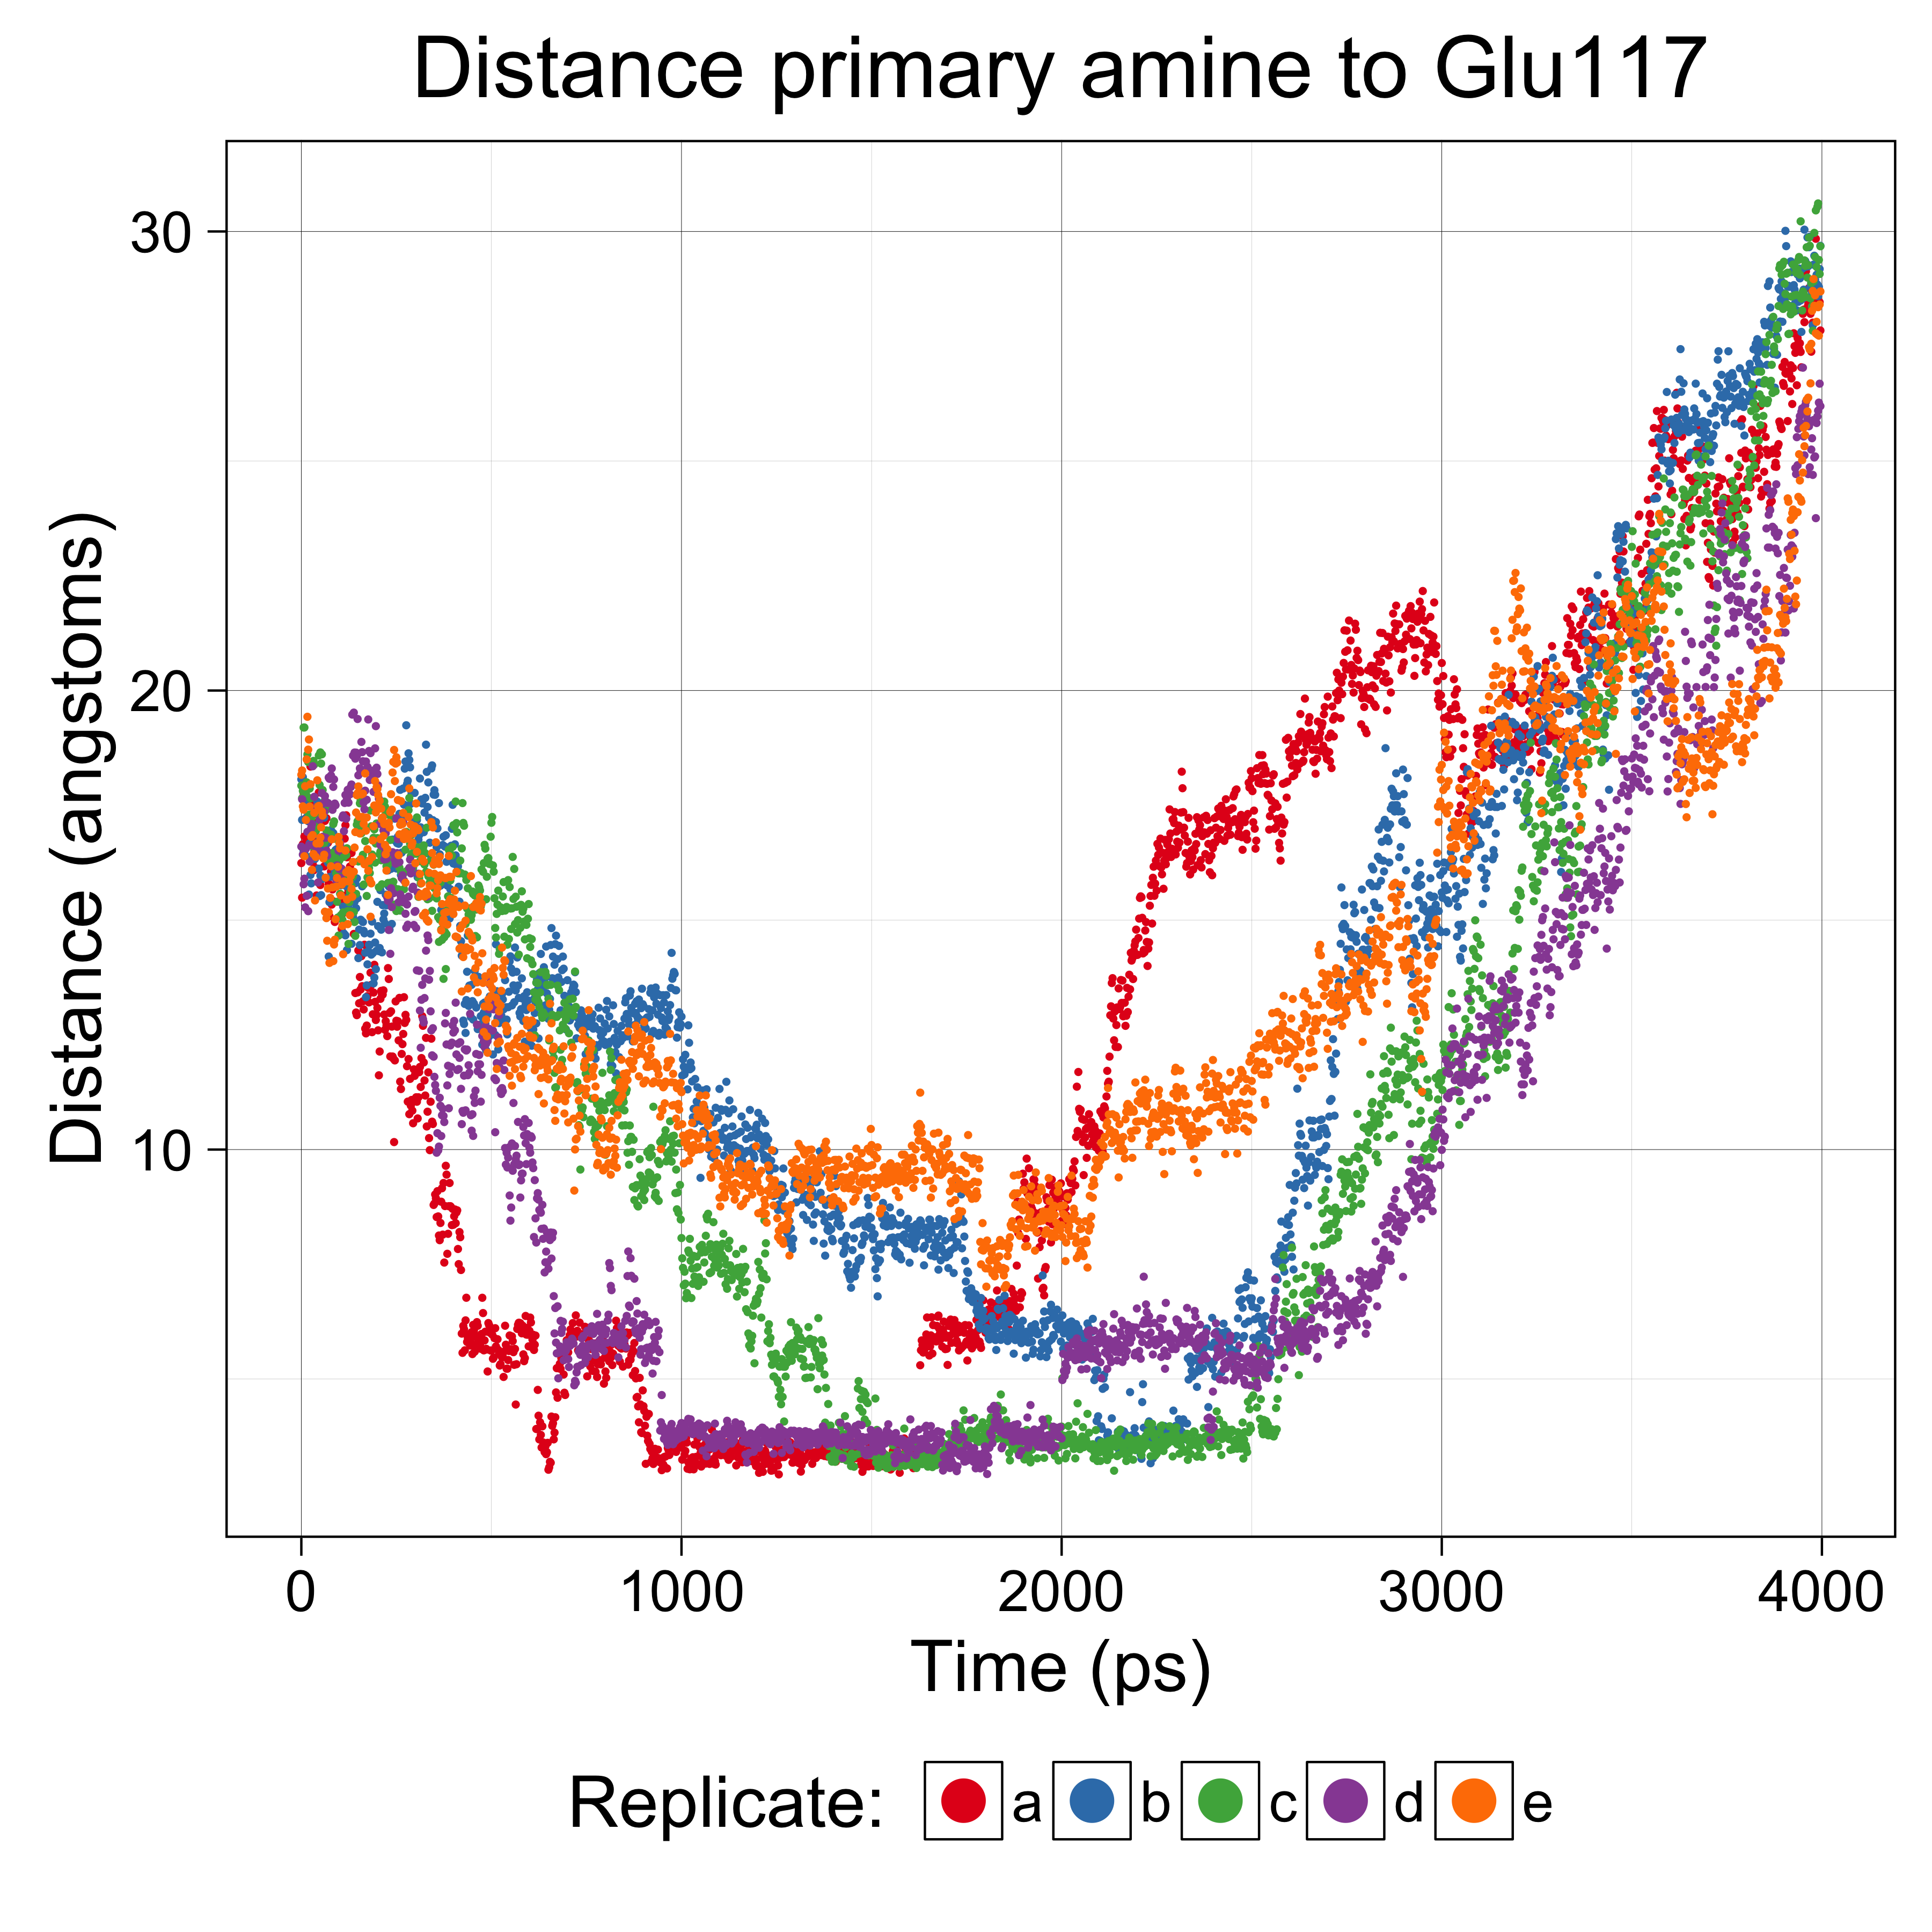 Distance primary amine to Glu117
Distance (angstoms)
30
20
10
0 1000 2000 3000 4000
Time (ps)
Replicate: a b c d e